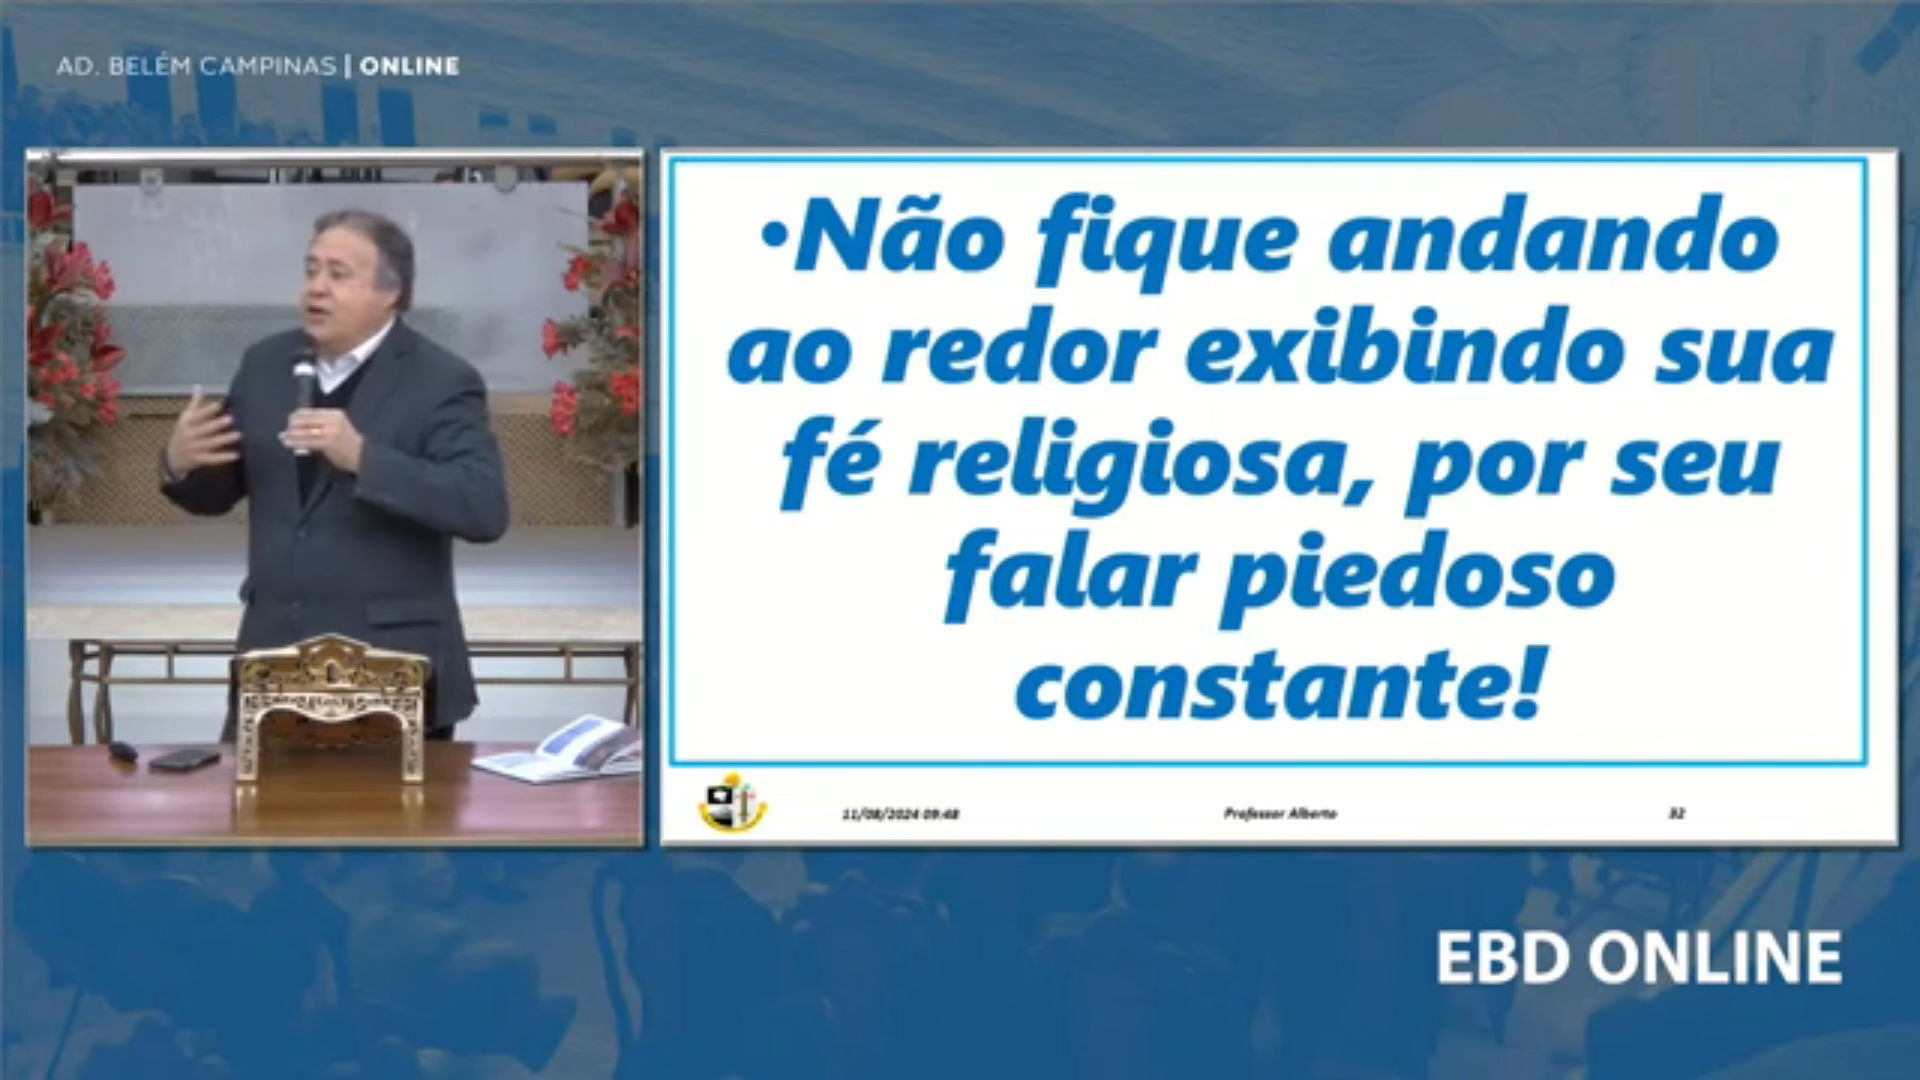 AD. BELÉM CAMPINAS | ONLINE
•Não fique andando
ao redor exibindo sua
fé religiosa, por seu
falar piedoso
constante!
11/08/2024 09:48
Professor Alberto
32
EBD ONLINE